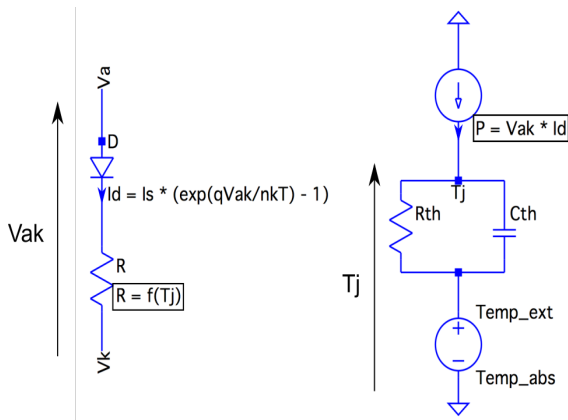 Va
D
Id = Is * (exp(qVak/nkT) - 1)
Vak
R
R = f(Tj)
Vk
P = Vak * Id
Tj
Rth
Cth
Tj
Temp_ext
+
−
Temp_abs